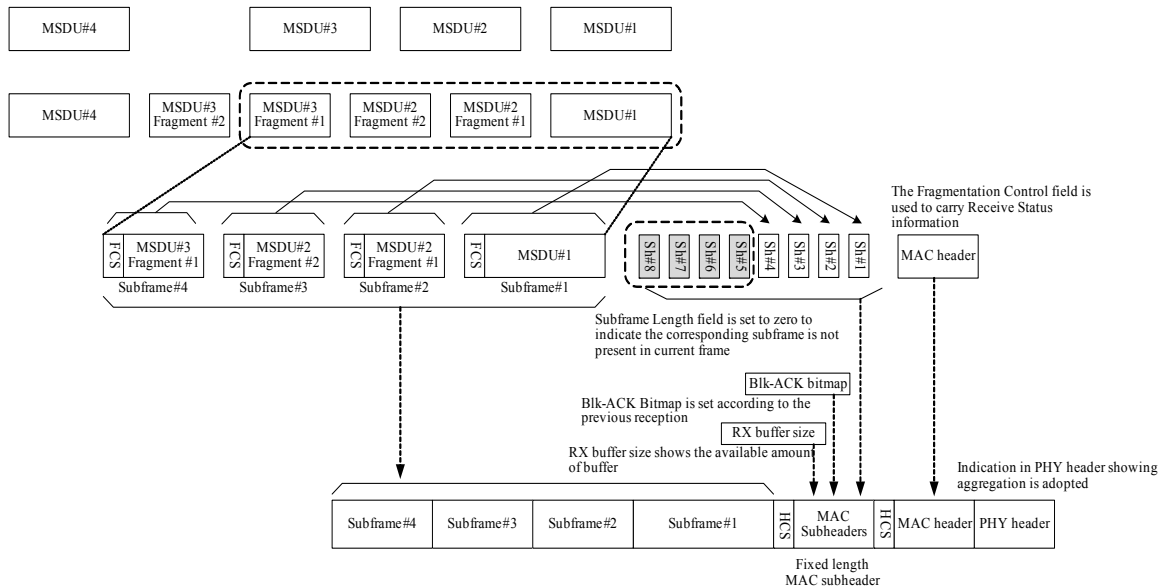 MSDU#4
MSDU#3
MSDU#2
MSDU#1
MSDU#4
MSDU#3
Fragment #2
MSDU#3
Fragment #1
MSDU#2
Fragment #2
MSDU#2
Fragment #1
MSDU#1
The Fragmentation Control field is
used to carry Receive Status
information
FCS
MSDU#3
Fragment #1
FCS
MSDU#2
Fragment #2
FCS
MSDU#2
Fragment #1
FCS
MSDU#1
Sh#8
Sh#7
Sh#6
Sh#5
Sh#4
Sh#3
Sh#2
Sh#1
MAC header
Subframe#4
Subframe#3
Subframe#2
Subframe#1
Subframe Length field is set to zero to
indicate the corresponding subframe is not
present in current frame
Blk-ACK bitmap
Blk-ACK Bitmap is set according to the
previous reception
RX buffer size
RX buffer size shows the available amount
of buffer
Indication in PHY header showing
aggregation is adopted
Subframe#4
Subframe#3
Subframe#2
Subframe#1
HCS
MAC
Subheaders
HCS
MAC header
PHY header
Fixed length
MAC subheader